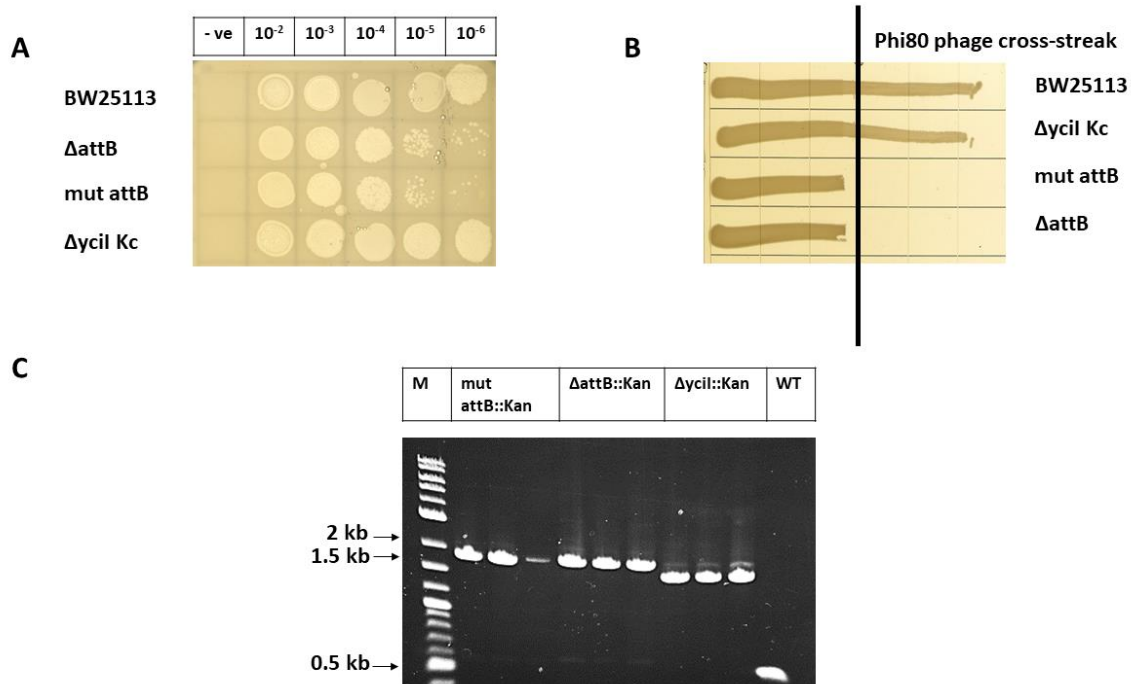 A
- ve 10⁻² 10⁻³ 10⁻⁴ 10⁻⁵ 10⁻⁶
BW25113
ΔattB
mut attB
ΔyciI Kc
B
Phi80 phage cross-streak
BW25113
ΔyciI Kc
mut attB
ΔattB
C
M
mut
attB::Kan
ΔattB::Kan
ΔyciI::Kan
WT
2 kb
1.5 kb
0.5 kb